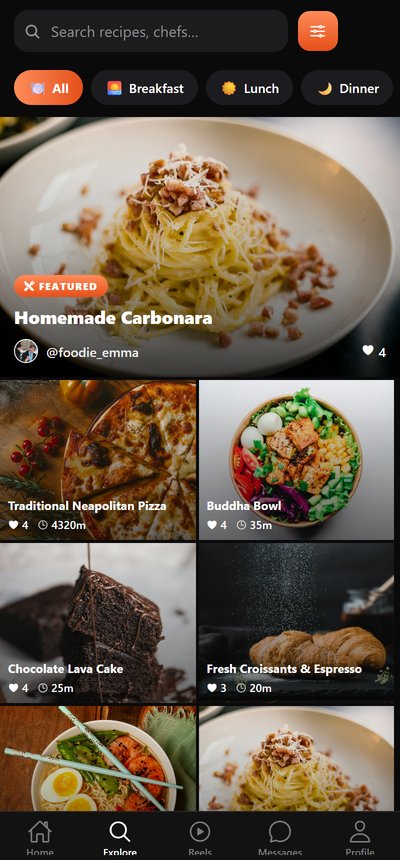 Search recipes, chefs...
All Breakfast Lunch Dinner
FEATURED
Homemade Carbonara
@foodie_emma 4
Traditional Neapolitan Pizza
4 4320m
Buddha Bowl
4 35m
Chocolate Lava Cake
4 25m
Fresh Croissants & Espresso
3 20m
Home Explore Reels Messages Profile